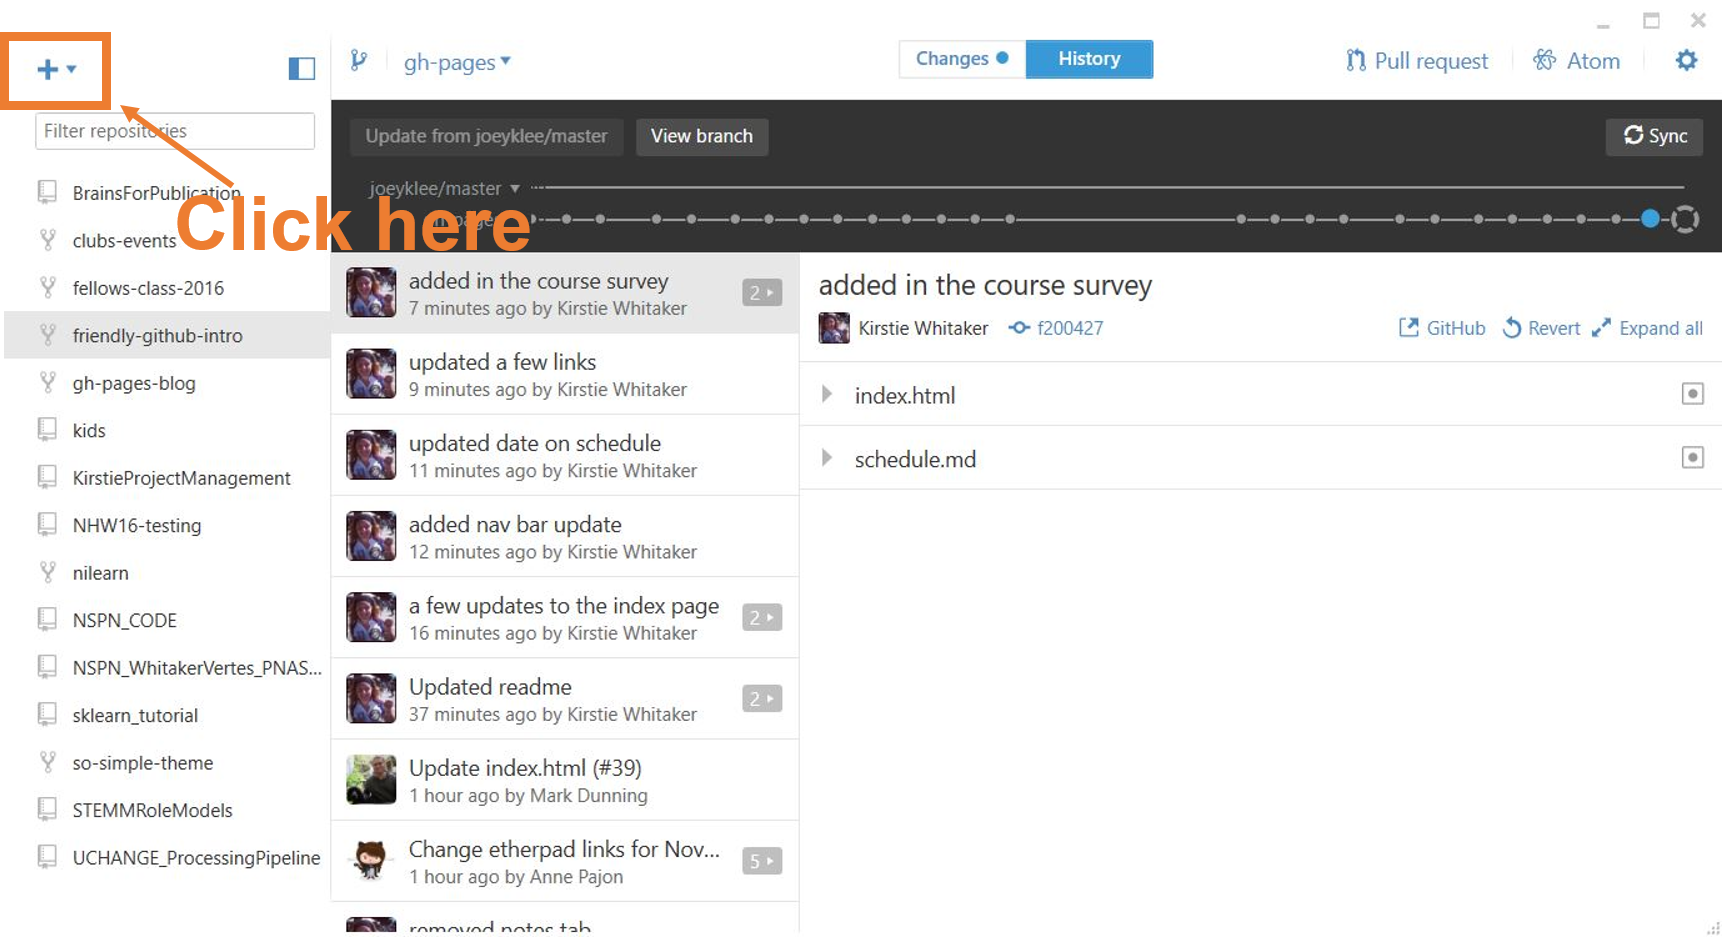 gh-pages
Changes
History
Pull request
Atom
Filter repositories
Update from joeyklee/master
View branch
Sync
joeyklee/master
Click here
BrainsForPublication
clubs-events
fellows-class-2016
friendly-github-intro
gh-pages-blog
kids
KirstieProjectManagement
NHW16-testing
nilearn
NSPN_CODE
NSPN_WhitakerVertes_PNAS...
sklearn_tutorial
so-simple-theme
STEMMRoleModels
UCHANGE_ProcessingPipeline
added in the course survey
7 minutes ago by Kirstie Whitaker
2
updated a few links
9 minutes ago by Kirstie Whitaker
updated date on schedule
11 minutes ago by Kirstie Whitaker
added nav bar update
12 minutes ago by Kirstie Whitaker
a few updates to the index page
16 minutes ago by Kirstie Whitaker
2
Updated readme
37 minutes ago by Kirstie Whitaker
2
Update index.html (#39)
1 hour ago by Mark Dunning
Change etherpad links for Nov...
1 hour ago by Anne Pajon
5
removed notes tab
added in the course survey
Kirstie Whitaker
f200427
GitHub
Revert
Expand all
index.html
schedule.md